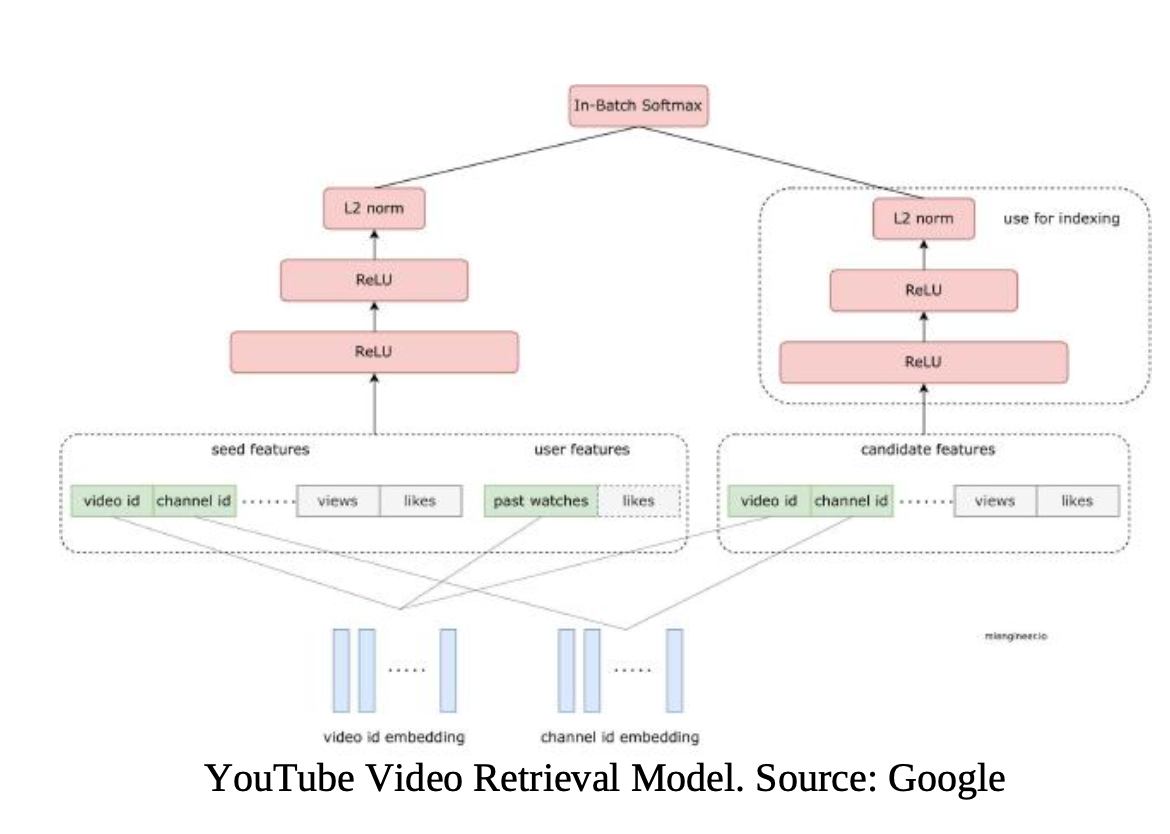 In-Batch Softmax
L2 norm
L2 norm
use for indexing
ReLU
ReLU
ReLU
ReLU
seed features
user features
candidate features
video id channel id ······· views likes
past watches likes
video id channel id ······· views likes
mlengineer.io
.....
.....
video id embedding
channel id embedding
YouTube Video Retrieval Model. Source: Google